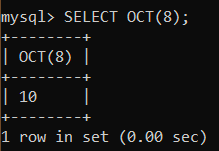 mysql> SELECT OCT(8);
+--------+
| OCT(8) |
+--------+
| 10     |
+--------+
1 row in set (0.00 sec)